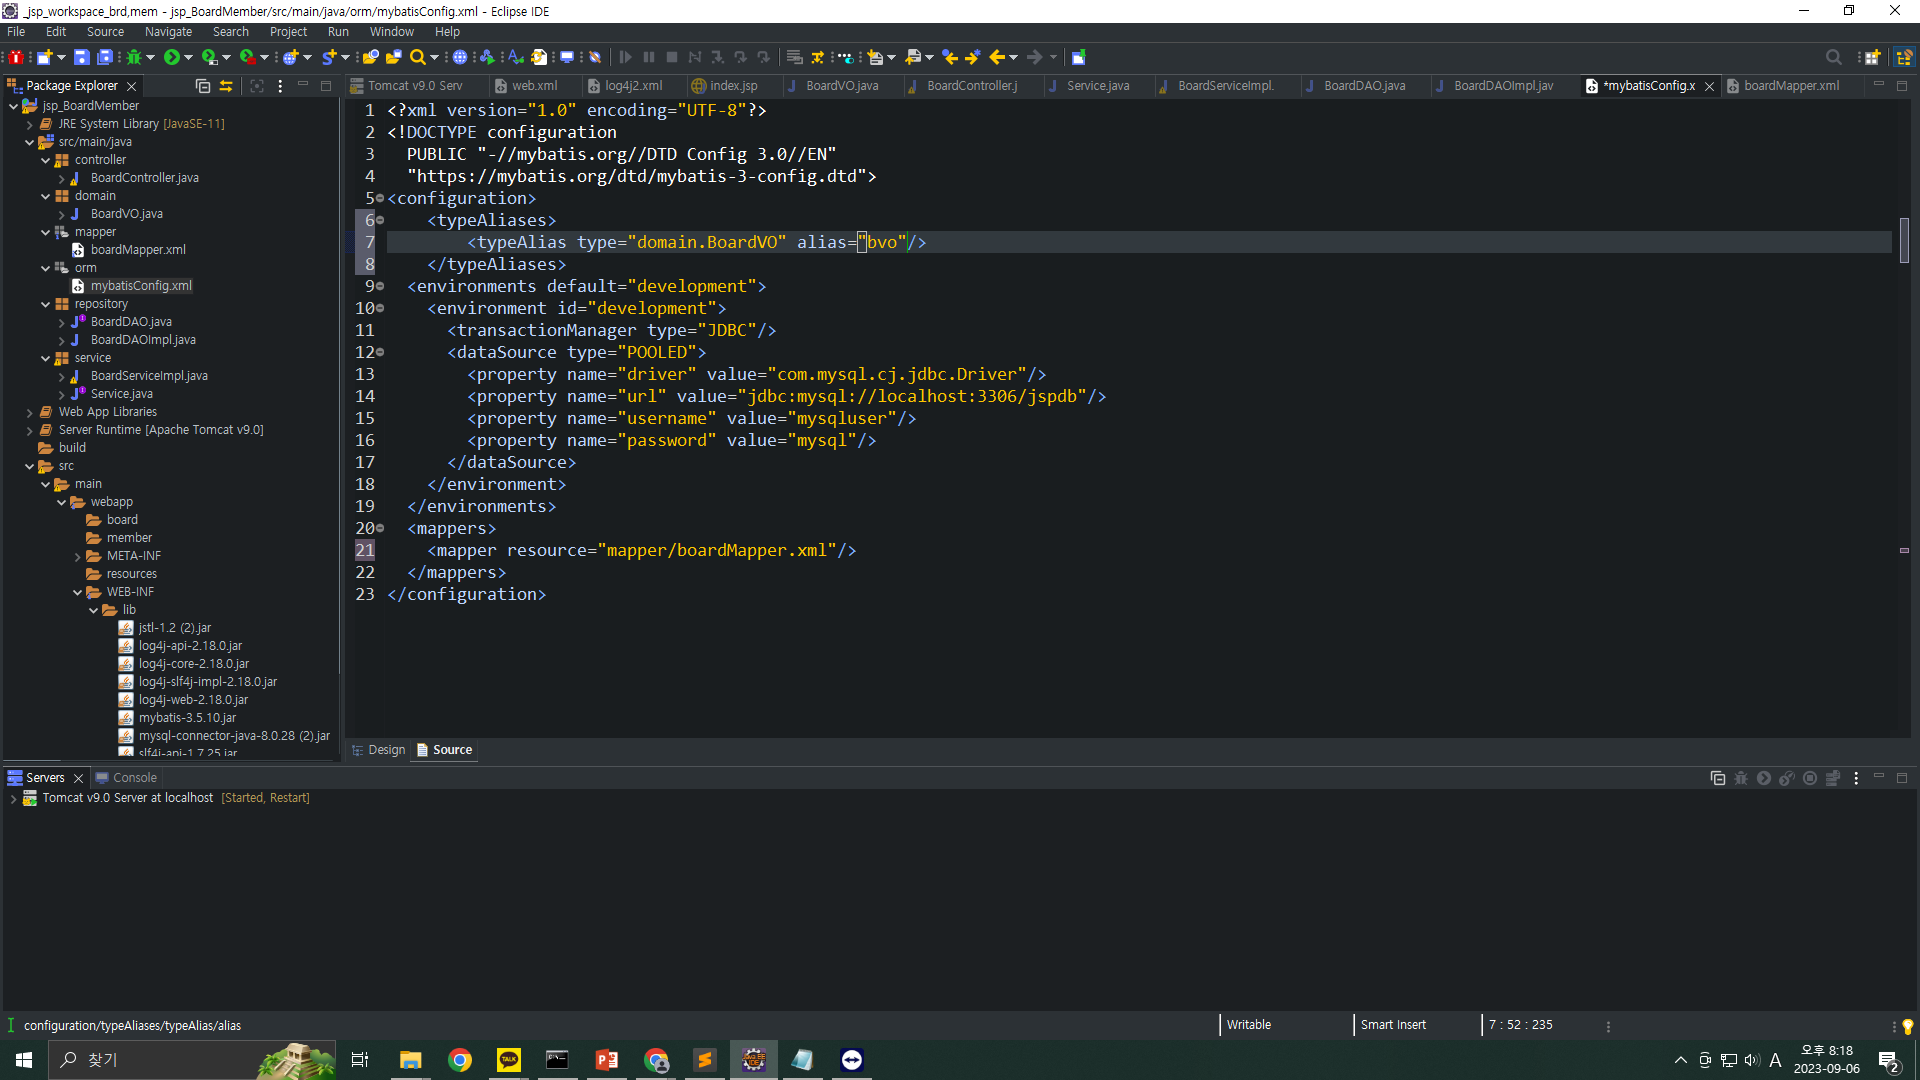 _jsp_workspace_brd,mem - jsp_BoardMember/src/main/java/orm/mybatisConfig.xml - Eclipse IDE
File Edit Source Navigate Search Project Run Window Help
Package Explorer
Tomcat v9.0 Serv web.xml log4j2.xml index.jsp BoardVO.java BoardController.j Service.java BoardServiceImpl. BoardDAO.java BoardDAOImpl.jav *mybatisConfig.x boardMapper.xml
jsp_BoardMember
JRE System Library [JavaSE-11]
src/main/java
controller
BoardController.java
domain
BoardVO.java
mapper
boardMapper.xml
orm
mybatisConfig.xml
repository
BoardDAO.java
BoardDAOImpl.java
service
BoardServiceImpl.java
Service.java
Web App Libraries
Server Runtime [Apache Tomcat v9.0]
build
src
main
webapp
board
member
META-INF
resources
WEB-INF
lib
jstl-1.2 (2).jar
log4j-api-2.18.0.jar
log4j-core-2.18.0.jar
log4j-slf4j-impl-2.18.0.jar
log4j-web-2.18.0.jar
mybatis-3.5.10.jar
mysql-connector-java-8.0.28 (2).jar
slf4j-api-1.7.25.jar
1 <?xml version="1.0" encoding="UTF-8"?>
2 <!DOCTYPE configuration
3 PUBLIC "-//mybatis.org//DTD Config 3.0//EN"
4 "https://mybatis.org/dtd/mybatis-3-config.dtd">
5 <configuration>
6 <typeAliases>
7 <typeAlias type="domain.BoardVO" alias="bvo"/>
8 </typeAliases>
9 <environments default="development">
10 <environment id="development">
11 <transactionManager type="JDBC"/>
12 <dataSource type="POOLED">
13 <property name="driver" value="com.mysql.cj.jdbc.Driver"/>
14 <property name="url" value="jdbc:mysql://localhost:3306/jspdb"/>
15 <property name="username" value="mysqluser"/>
16 <property name="password" value="mysql"/>
17 </dataSource>
18 </environment>
19 </environments>
20 <mappers>
21 <mapper resource="mapper/boardMapper.xml"/>
22 </mappers>
23 </configuration>
Design Source
Servers Console
Tomcat v9.0 Server at localhost [Started, Restart]
configuration/typeAliases/typeAlias/alias Writable Smart Insert 7 : 52 : 235
찾기
TALK
A
오후 8:18
2023-09-06
2